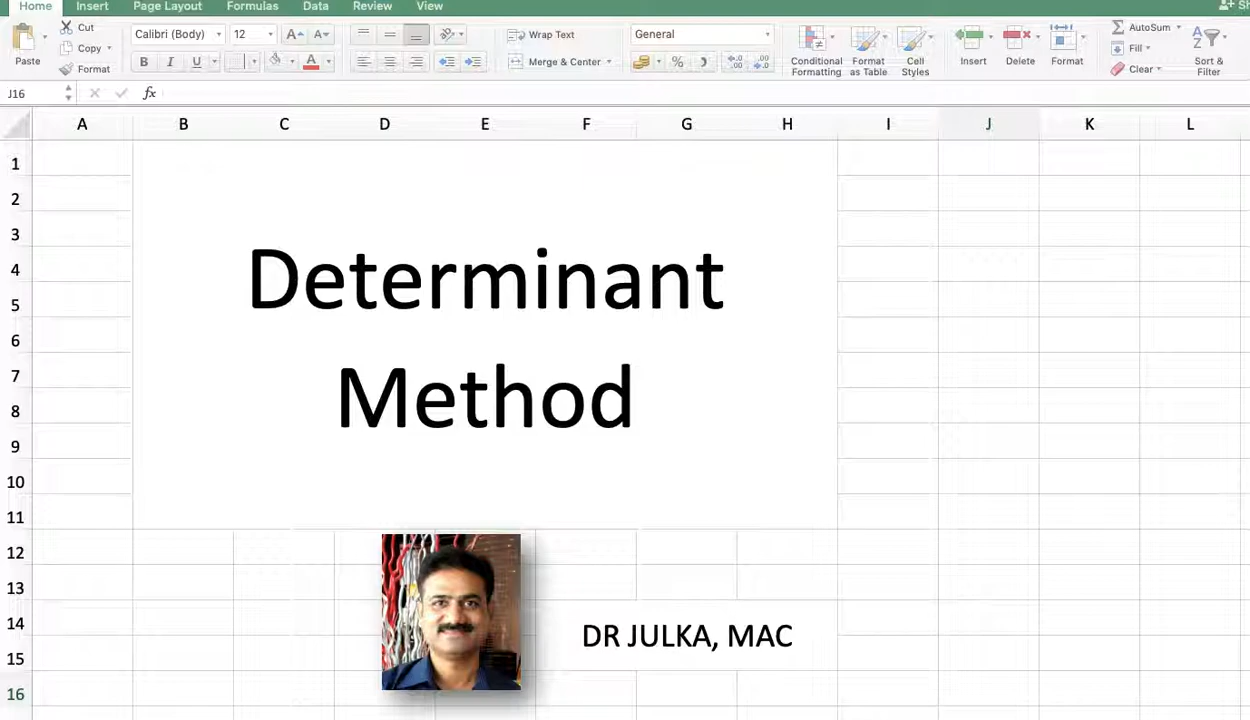 Home Insert Page Layout Formulas Data Review View
Cut
Copy
Format
Paste
Calibri (Body) 12
B I U
Wrap Text
Merge & Center
General
%
Conditional Formatting
Format as Table
Cell Styles
Insert
Delete
Format
AutoSum
Fill
Clear
Sort & Filter
J16 fx
A B C D E F G H I J K L
1
2
3
4
5
6
7
8
9
10
11
12
13
14
15
16
Determinant
Method
DR JULKA, MAC